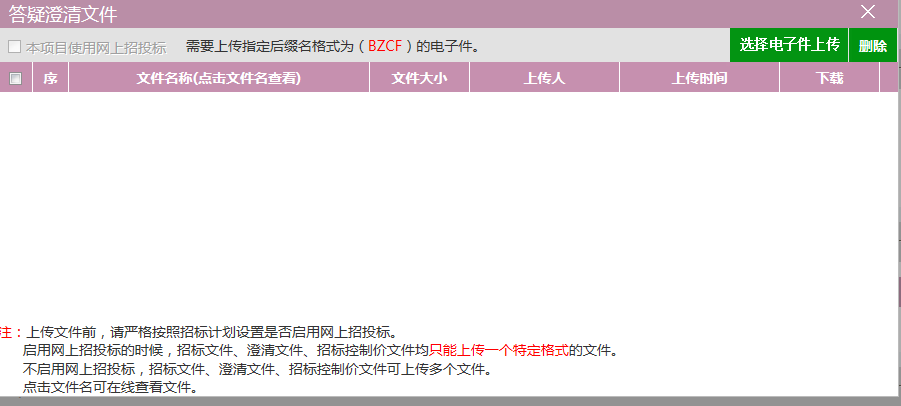 答疑澄清文件
本项目使用网上招投标 需要上传指定后缀名格式为（BZCF）的电子件。 选择电子件上传 删除
序 文件名称(点击文件名查看) 文件大小 上传人 上传时间 下载
注：上传文件前，请严格按照招标计划设置是否启用网上招投标。
启用网上招投标的时候，招标文件、澄清文件、招标控制价文件均只能上传一个特定格式的文件。
不启用网上招投标，招标文件、澄清文件、招标控制价文件可上传多个文件。
点击文件名可在线查看文件。